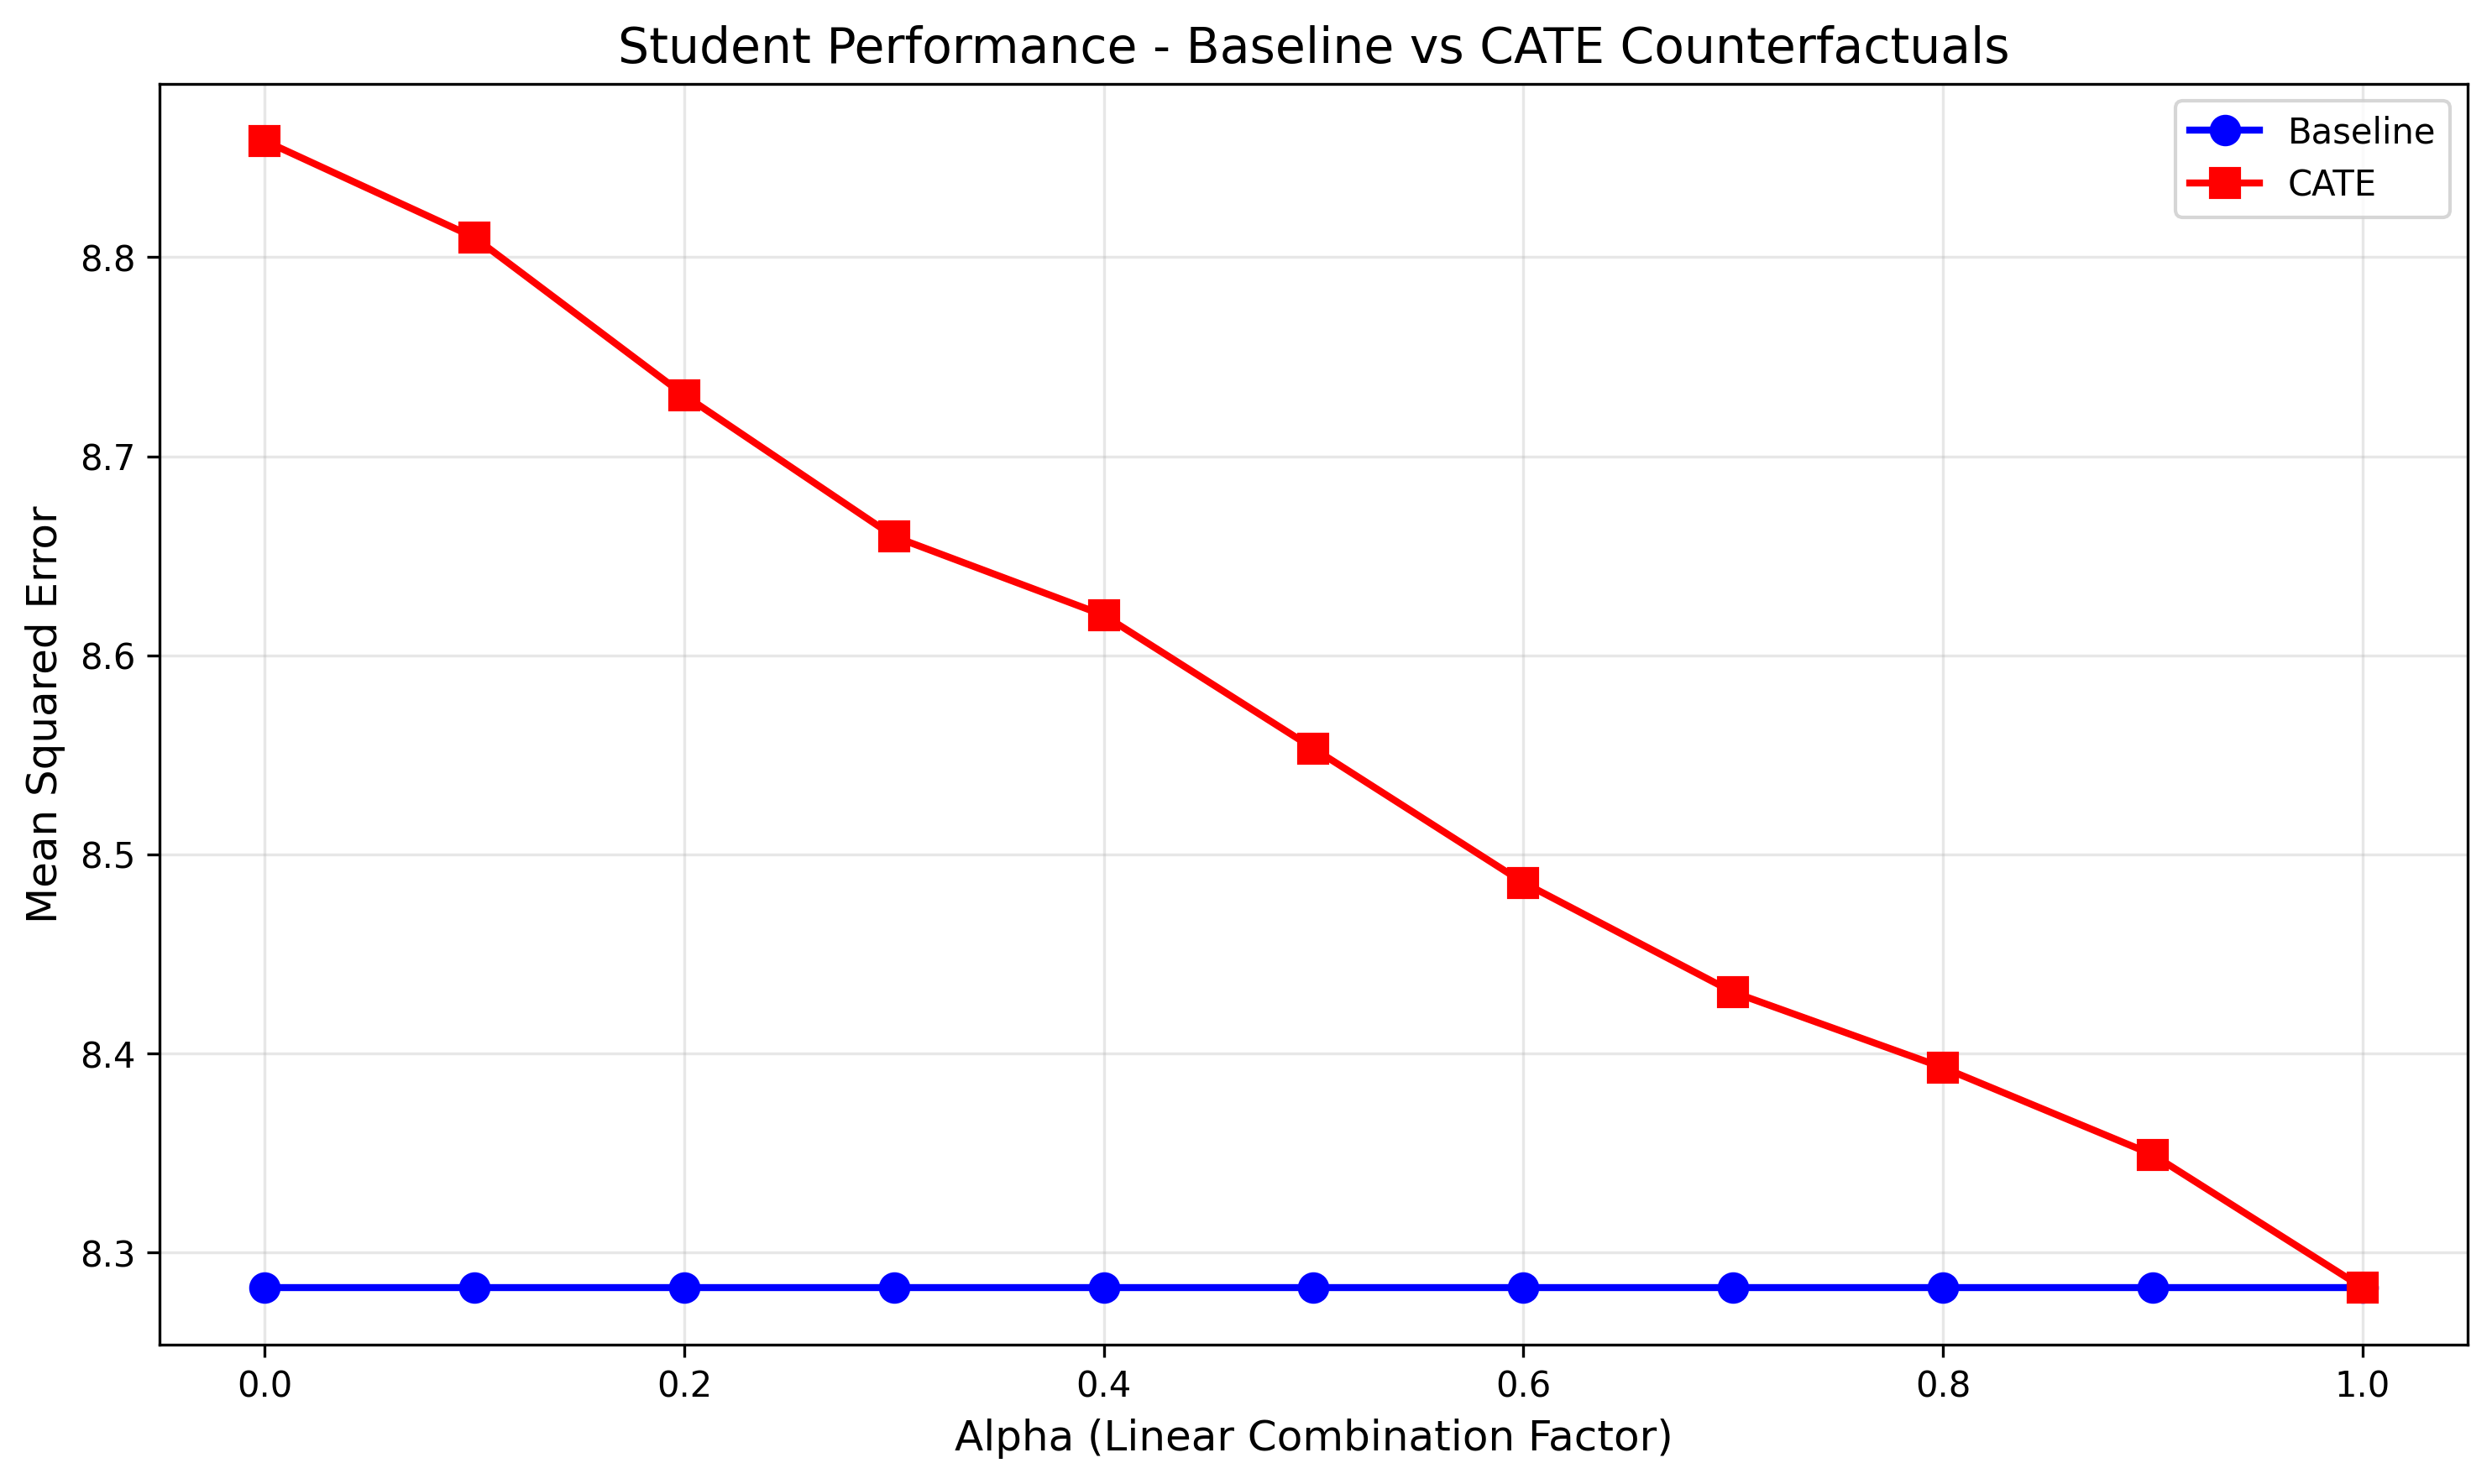 Student Performance - Baseline vs CATE Counterfactuals
Baseline
CATE
Mean Squared Error
8.8
8.7
8.6
8.5
8.4
8.3
0.0 0.2 0.4 0.6 0.8 1.0
Alpha (Linear Combination Factor)